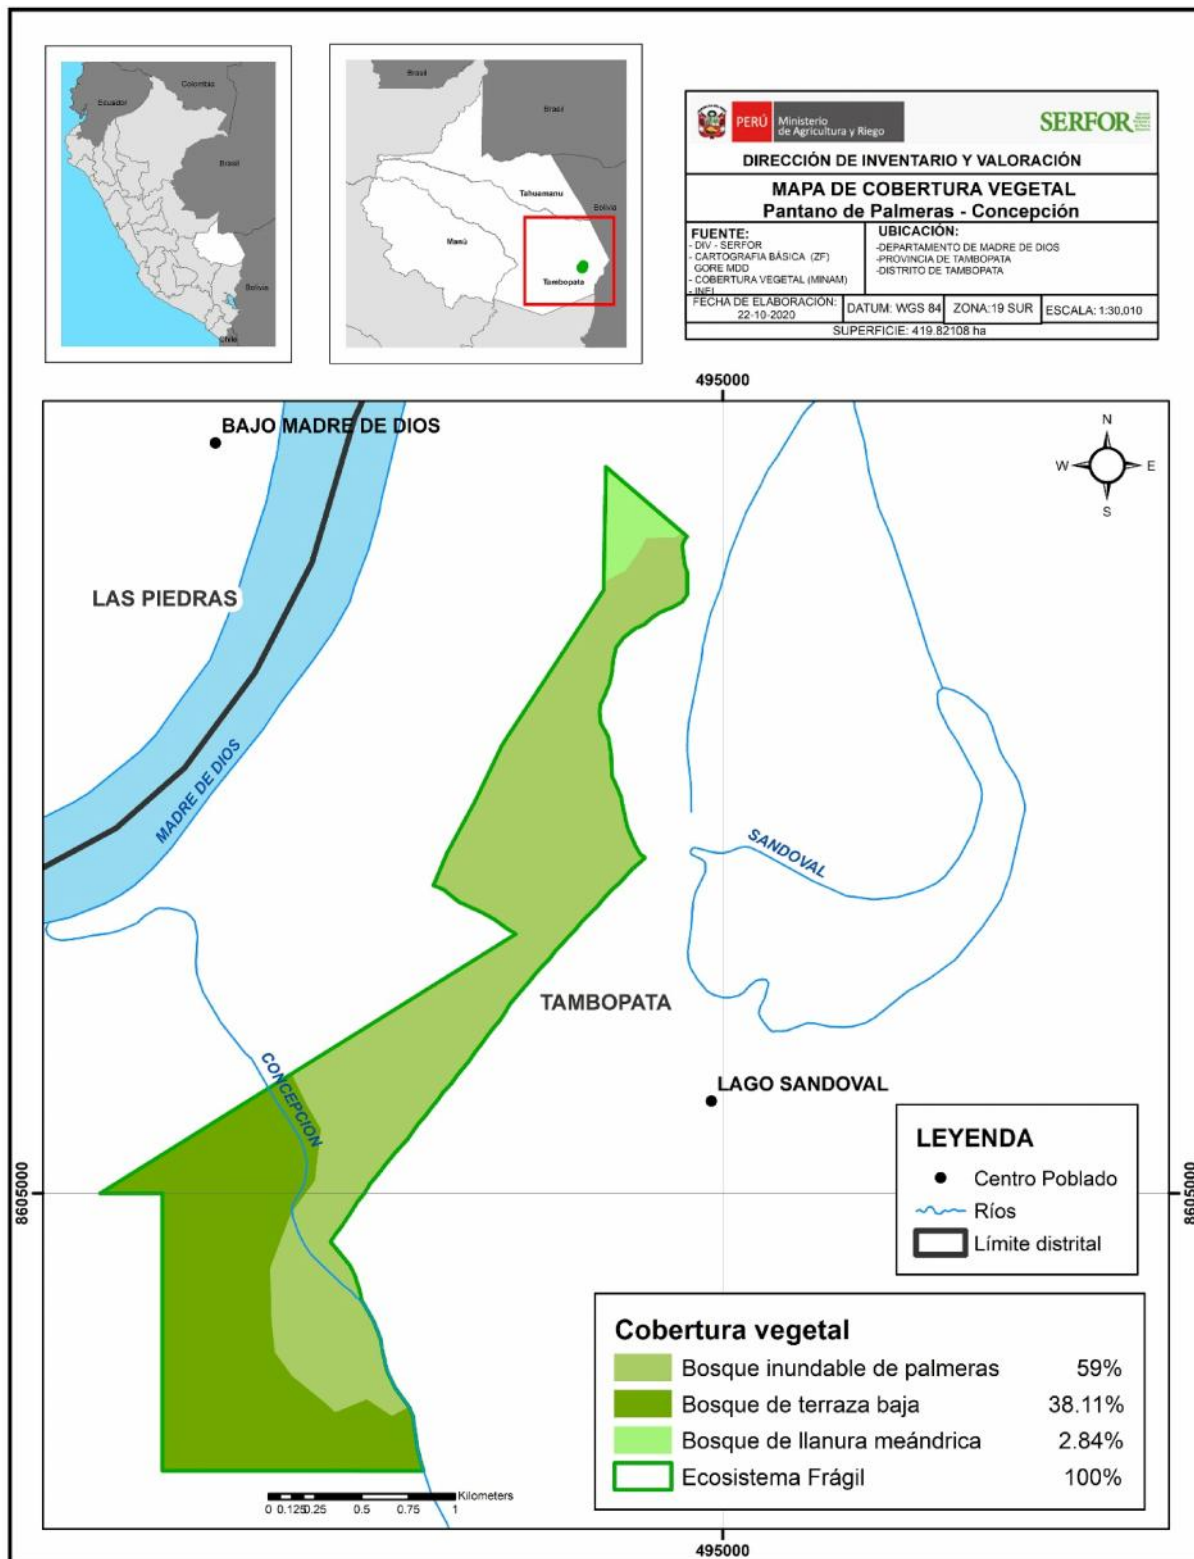 Ecuador
Colombia
Brasil
Bolivia
Chile
Brasil
Brasil
Tahuamanu
Bolivia
Manú
Tambopata
PERÚ
Ministerio
de Agricultura y Riego
SERFOR
DIRECCIÓN DE INVENTARIO Y VALORACIÓN
MAPA DE COBERTURA VEGETAL
Pantano de Palmeras - Concepción
FUENTE:
- DIV - SERFOR
- CARTOGRAFIA BÁSICA (ZF)
GORE MDD
- COBERTURA VEGETAL (MINAM)
- INEI
UBICACIÓN:
-DEPARTAMENTO DE MADRE DE DIOS
-PROVINCIA DE TAMBOPATA
-DISTRITO DE TAMBOPATA
FECHA DE ELABORACIÓN:
22-10-2020
DATUM: WGS 84
ZONA:19 SUR
ESCALA: 1:30,010
SUPERFICIE: 419.82108 ha
495000
BAJO MADRE DE DIOS
N
W
E
S
LAS PIEDRAS
MADRE DE DIOS
SANDOVAL
TAMBOPATA
CONCEPCION
LAGO SANDOVAL
8605000
8605000
LEYENDA
Centro Poblado
Ríos
Límite distrital
Cobertura vegetal
Bosque inundable de palmeras 59%
Bosque de terraza baja 38.11%
Bosque de llanura meándrica 2.84%
Ecosistema Frágil 100%
Kilometers
0 0.125 0.25 0.5 0.75 1
495000